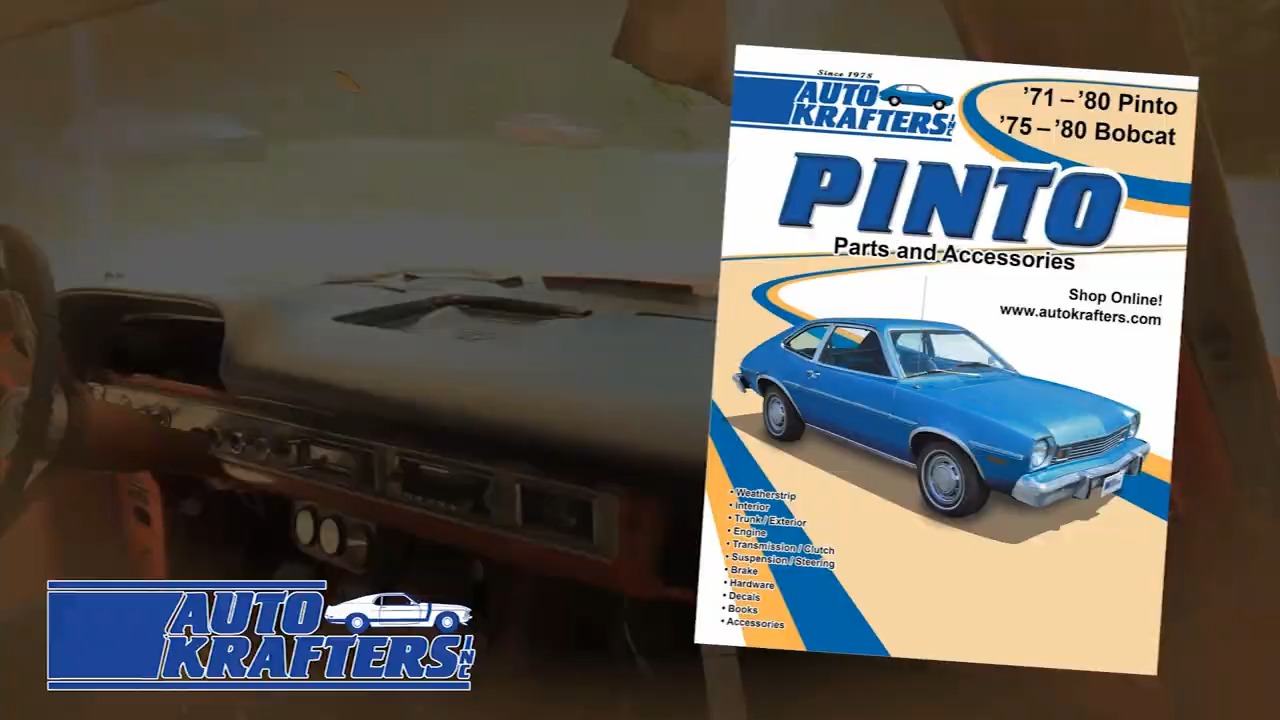 Since 1978
AUTO
KRAFTERS INC
'71–'80 Pinto
'75–'80 Bobcat
PINTO
Parts and Accessories
Shop Online!
www.autokrafters.com
• Weatherstrip
• Interior
• Trunk / Exterior
• Engine
• Transmission / Clutch
• Suspension / Steering
• Brake
• Hardware
• Decals
• Books
• Accessories
AUTO
KRAFTERS INC